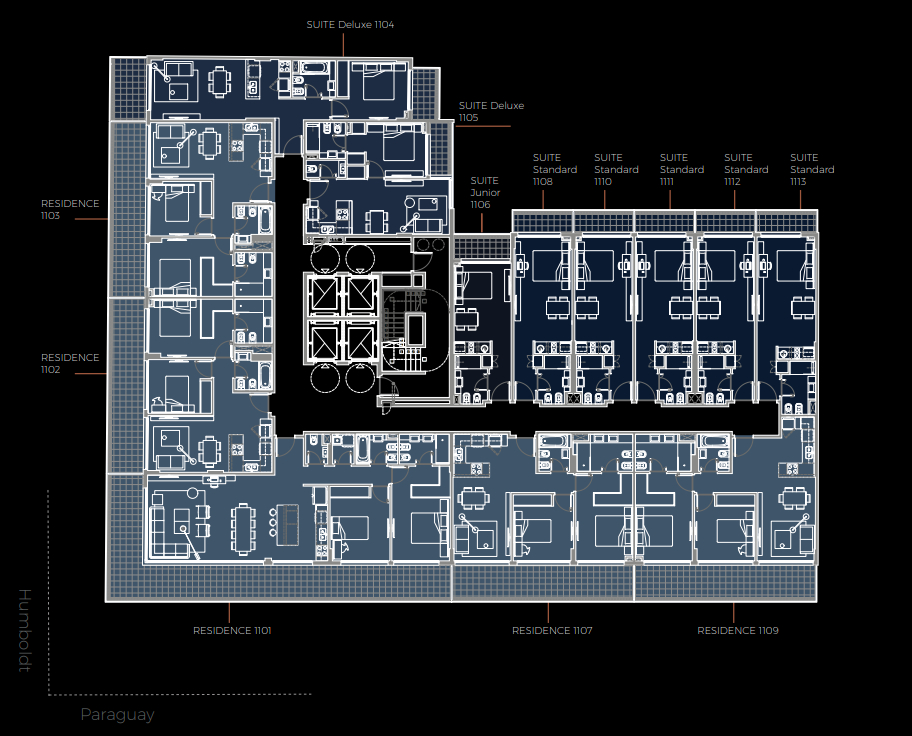 SUITE Deluxe 1104
SUITE Deluxe
1105
SUITE
Standard
1108
SUITE
Standard
1110
SUITE
Standard
1111
SUITE
Standard
1112
SUITE
Standard
1113
SUITE
Junior
1106
RESIDENCE
1103
RESIDENCE
1102
RESIDENCE 1101
RESIDENCE 1107
RESIDENCE 1109
Humboldt
Paraguay